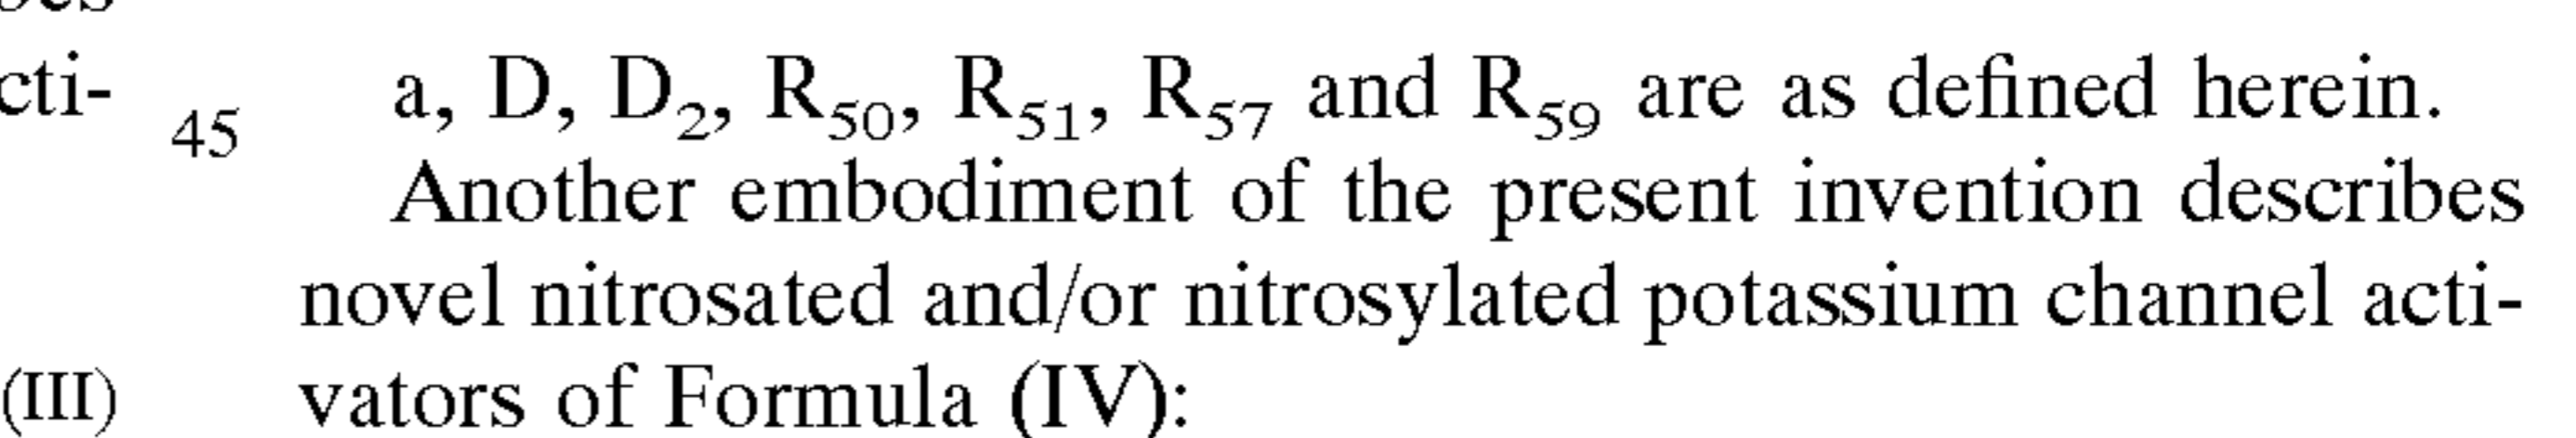 cti-
45
a, D, D₂, R₅₀, R₅₁, R₅₇ and R₅₉ are as defined herein.
Another embodiment of the present invention describes
novel nitrosated and/or nitrosylated potassium channel acti-
(III)
vators of Formula (IV):